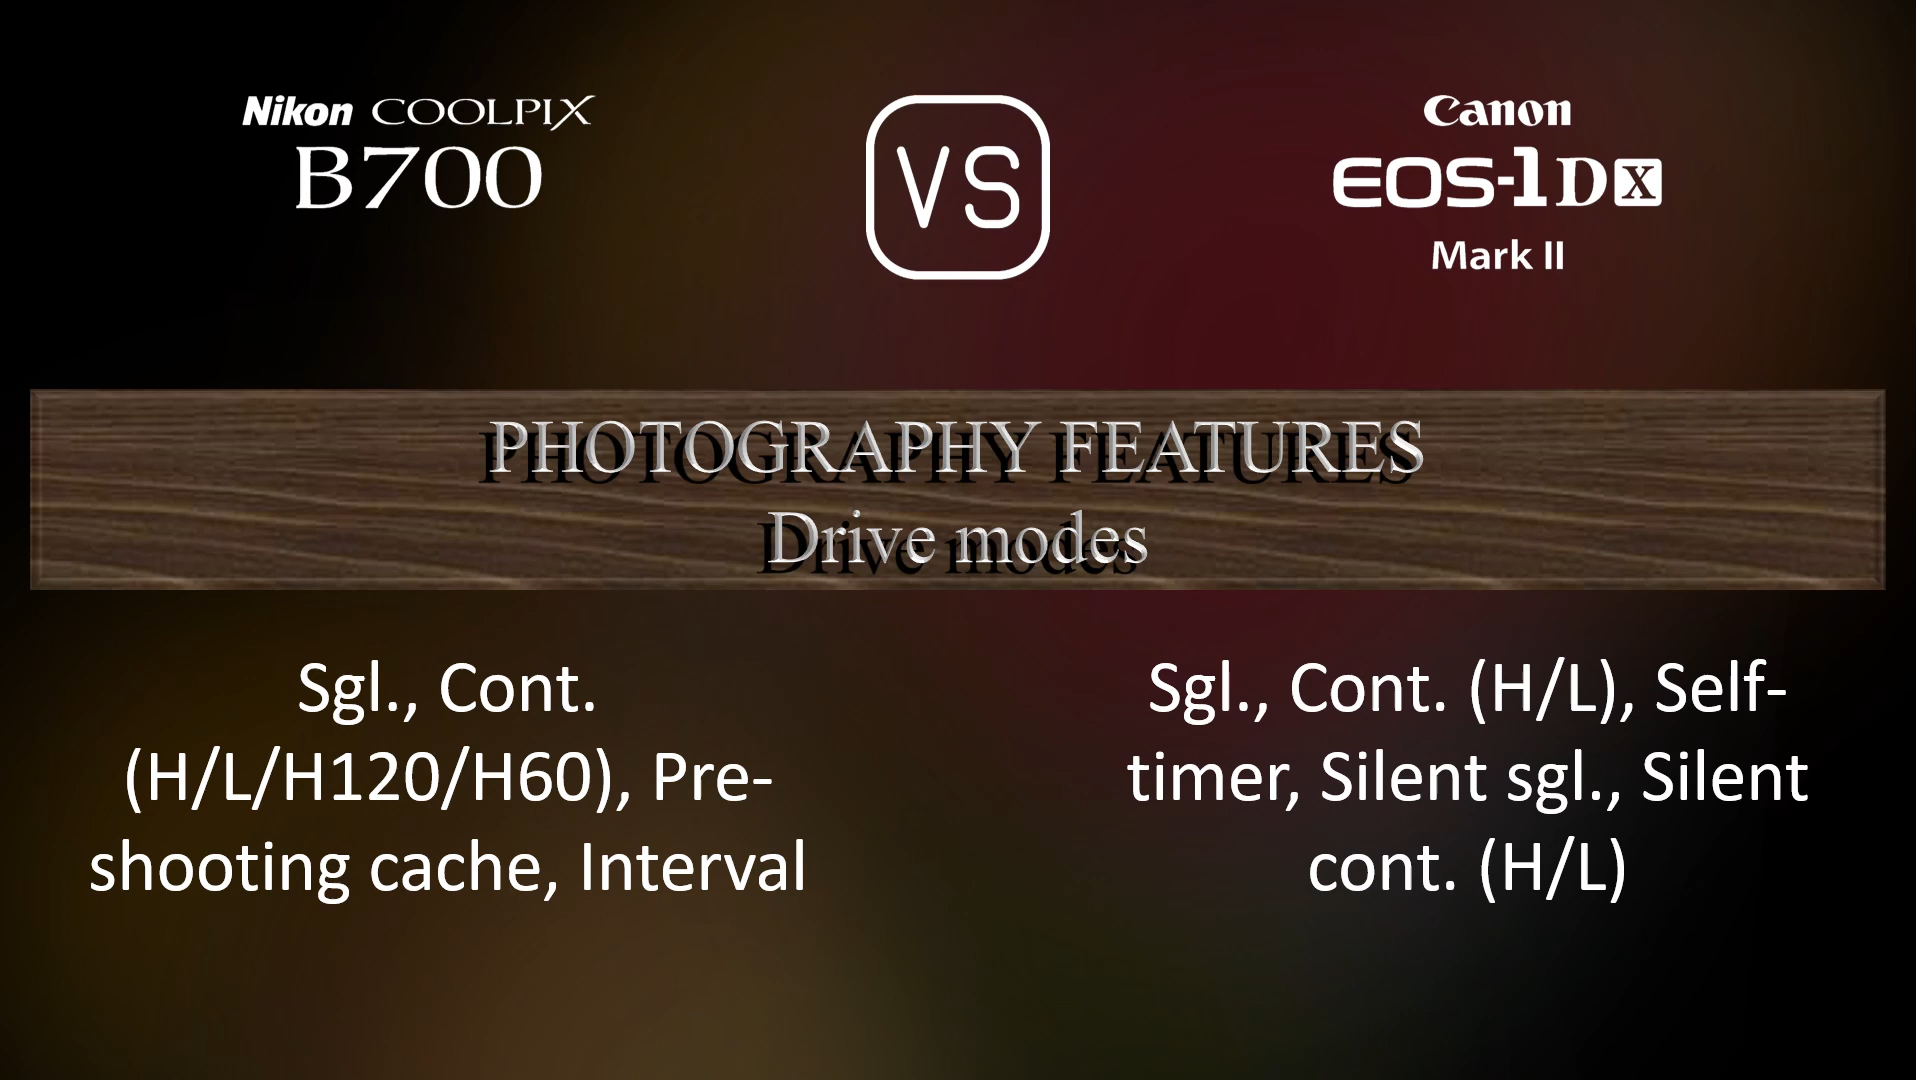 Nikon COOLPIX
B700
VS
Canon
EOS-1 D X
Mark II
PHOTOGRAPHY FEATURES
Drive modes
Sgl., Cont.
(H/L/H120/H60), Pre-
shooting cache, Interval
Sgl., Cont. (H/L), Self-
timer, Silent sgl., Silent
cont. (H/L)